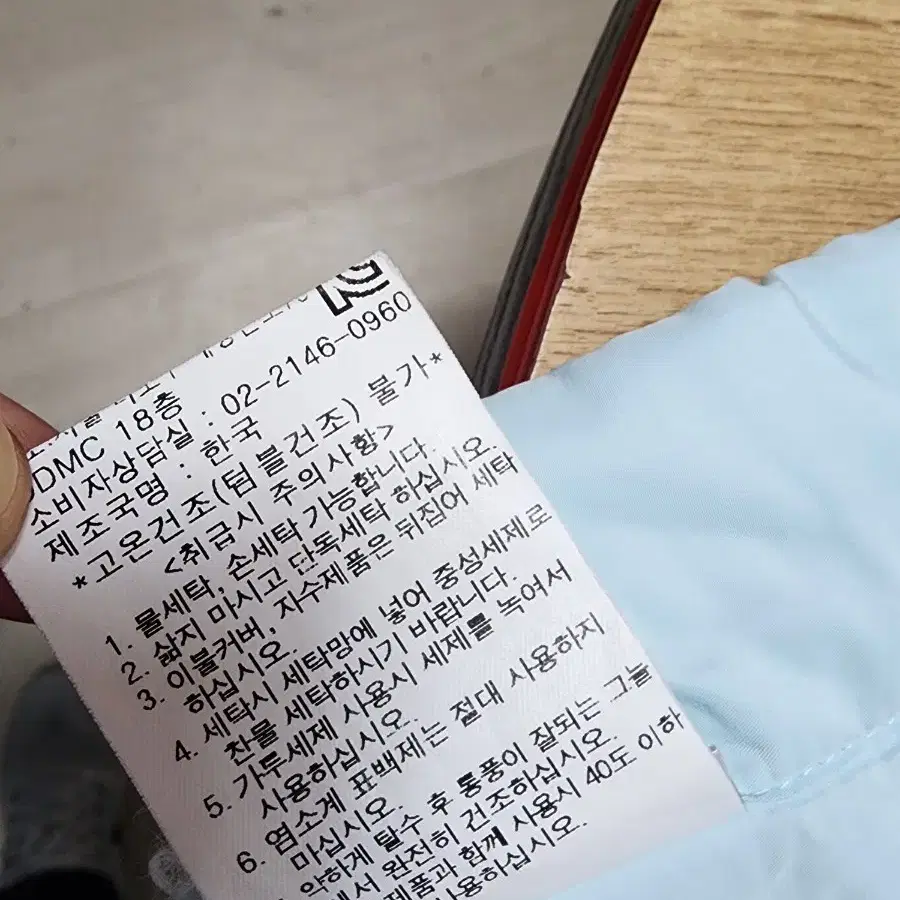 DDMC 18층
소비자상담실 : 02-2146-0960
제조국명 : 한국
*고온건조(텀블건조) 불가*
<취급시 주의사항>
1. 물세탁, 손세탁 가능합니다.
2. 삶지 마시고 단독세탁 하십시오.
3. 이불커버, 자수제품은 뒤집어 세탁
하십시오.
4. 세탁시 세탁망에 넣어 중성세제로
찬물 세탁하시기 바랍니다.
5. 가루세제 사용시 세제를 녹여서
사용하십시오.
6. 염소계 표백제는 절대 사용하지
마십시오.
약하게 탈수 후 통풍이 잘되는 그늘
에서 완전히 건조하십시오.
제품과 함께 사용시 40도 이하
사용하십시오.